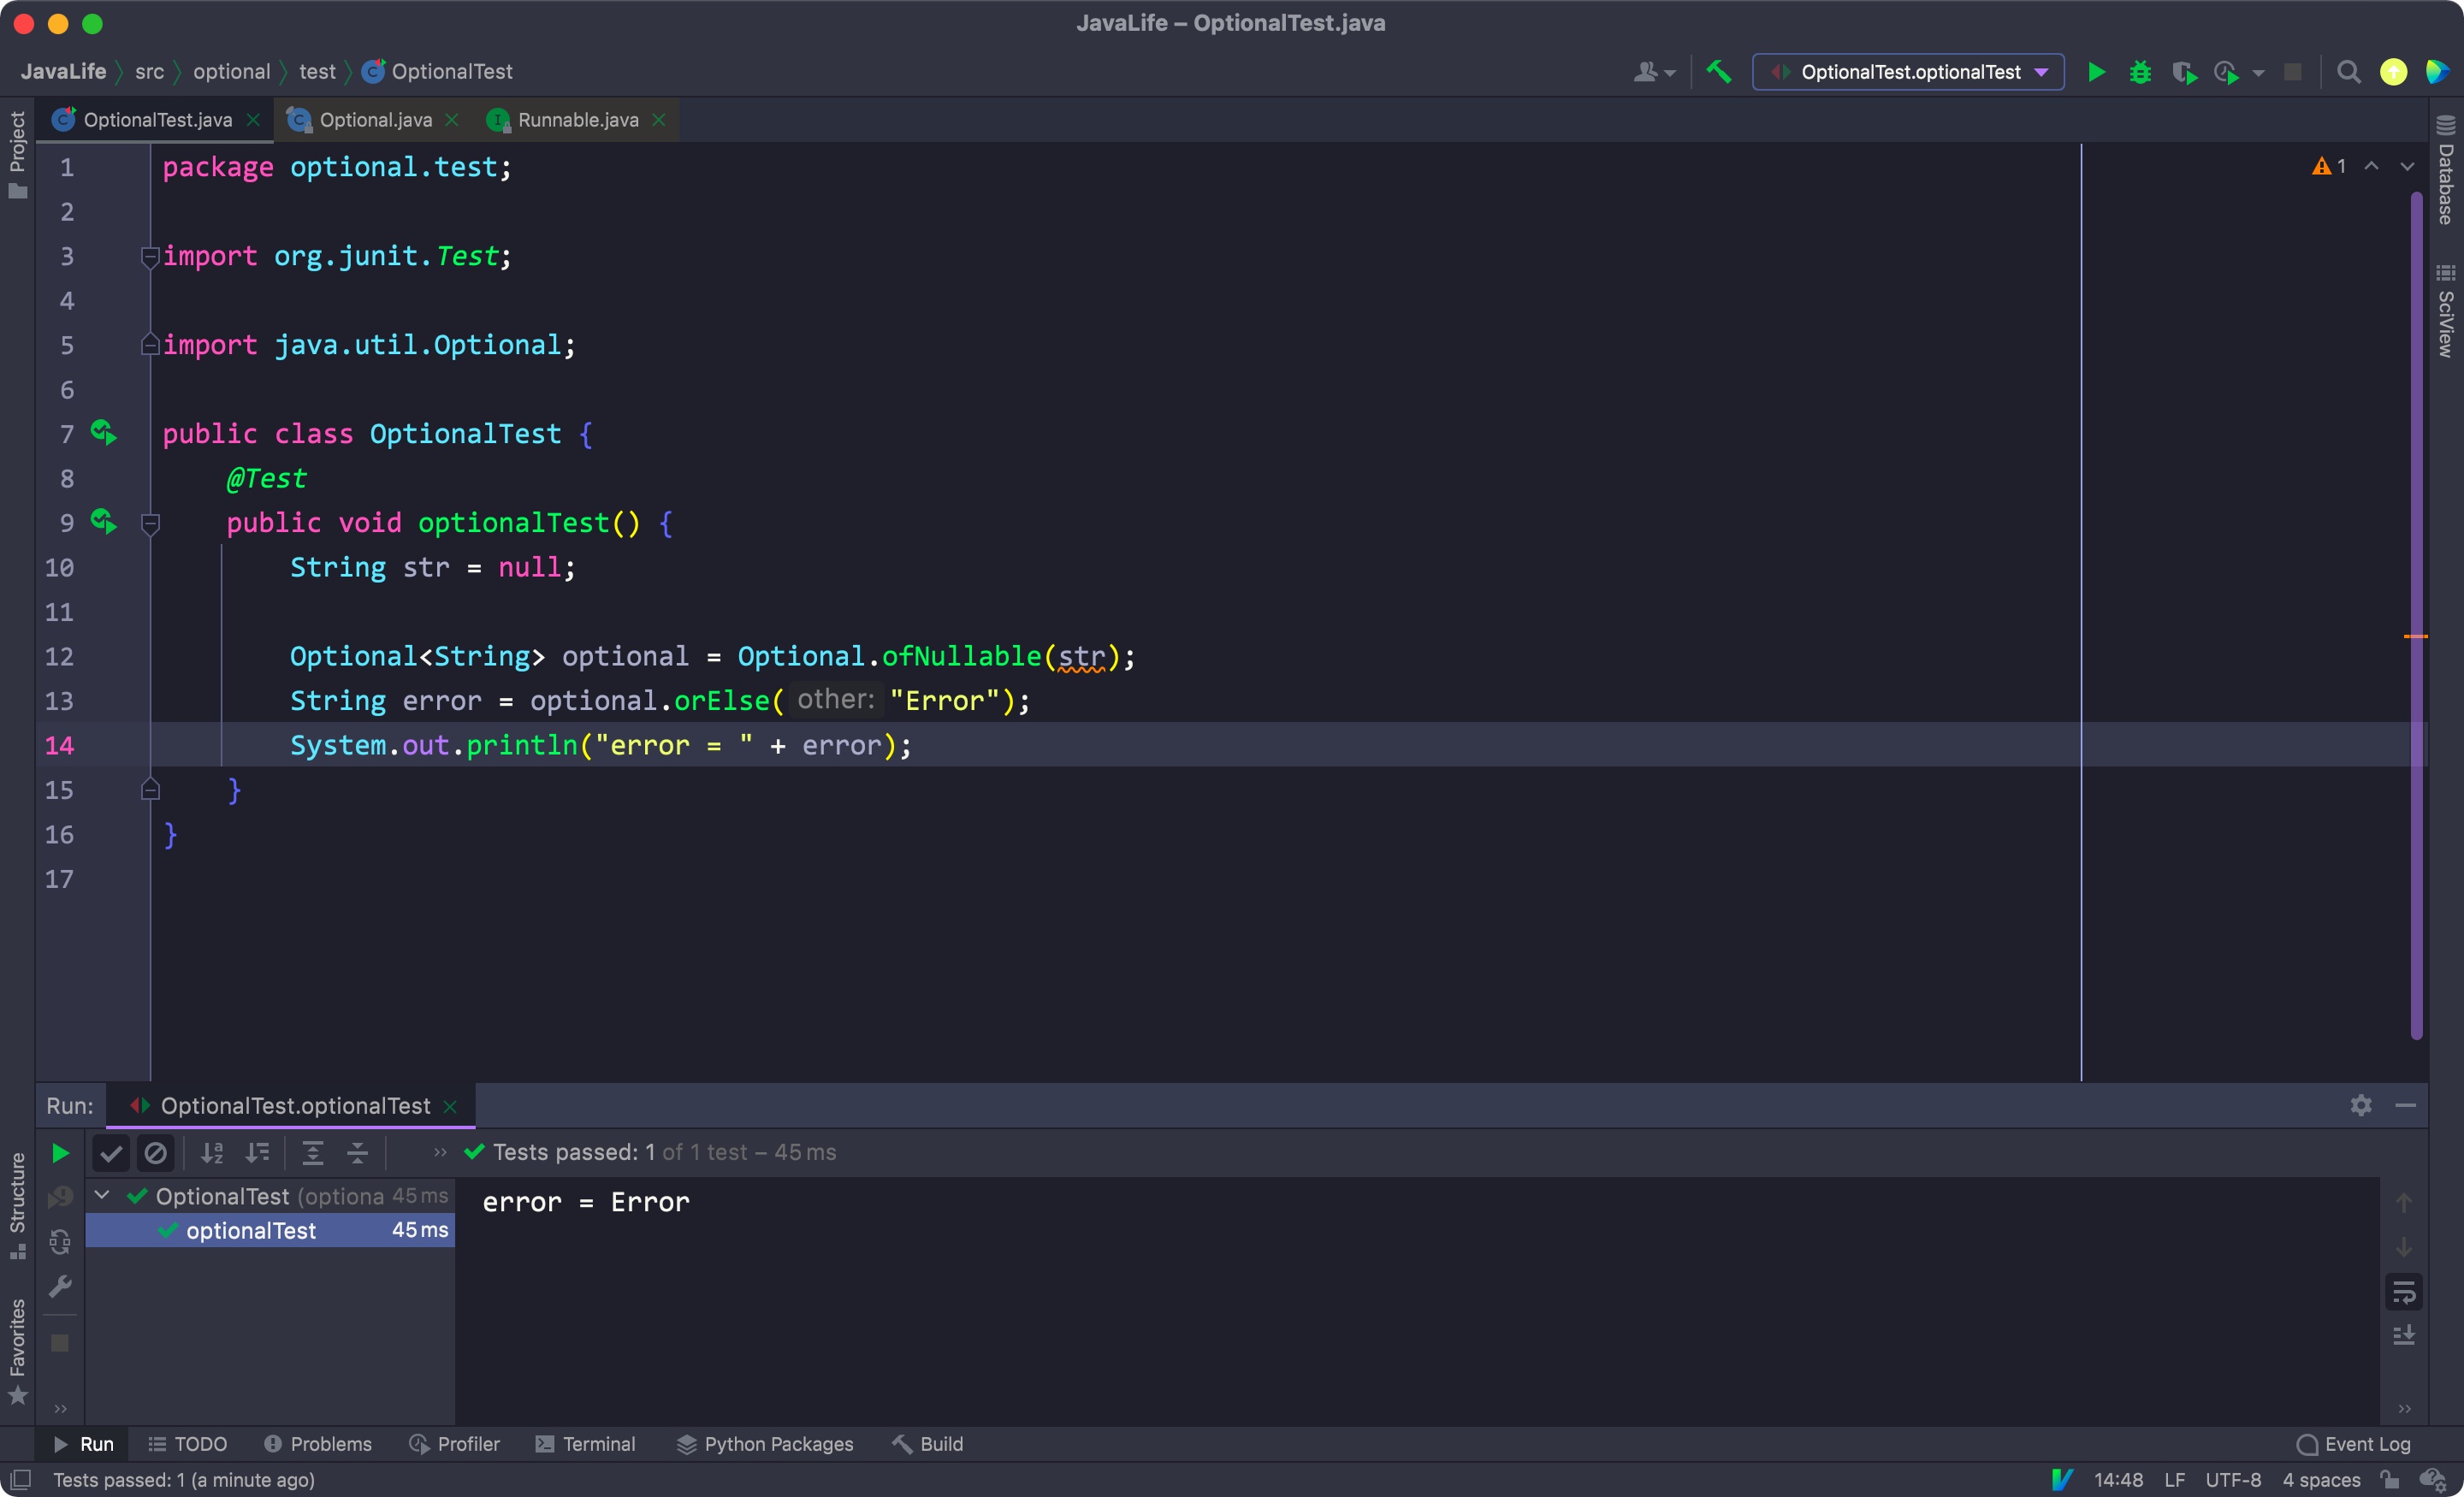 JavaLife – OptionalTest.java
JavaLife src optional test OptionalTest
OptionalTest.optionalTest
Project
OptionalTest.java Optional.java Runnable.java
1 package optional.test;
2
3 import org.junit.Test;
4
5 import java.util.Optional;
6
7 public class OptionalTest {
8 @Test
9 public void optionalTest() {
10 String str = null;
11
12 Optional<String> optional = Optional.ofNullable(str);
13 String error = optional.orElse( other: "Error");
14 System.out.println("error = " + error);
15 }
16 }
17
1
Database
SciView
Run: OptionalTest.optionalTest
Tests passed: 1 of 1 test – 45 ms
OptionalTest (optiona 45 ms
optionalTest 45 ms
error = Error
Structure
Favorites
Run TODO Problems Profiler Terminal Python Packages Build Event Log
Tests passed: 1 (a minute ago) 14:48 LF UTF-8 4 spaces